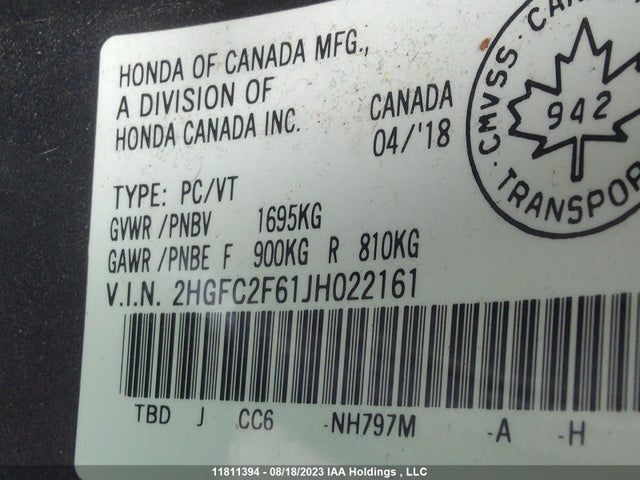 HONDA OF CANADA MFG.,
A DIVISION OF
HONDA CANADA INC.
CANADA
04/'18
CMVSS
942
TYPE: PC/VT
GVWR/PNBV 1695KG
GAWR/PNBE F 900KG R 810KG
V.I.N. 2HGFC2F61JH022161
TBD J CC6 -NH797M -A -H
11811394 - 08/18/2023 IAA Holdings , LLC